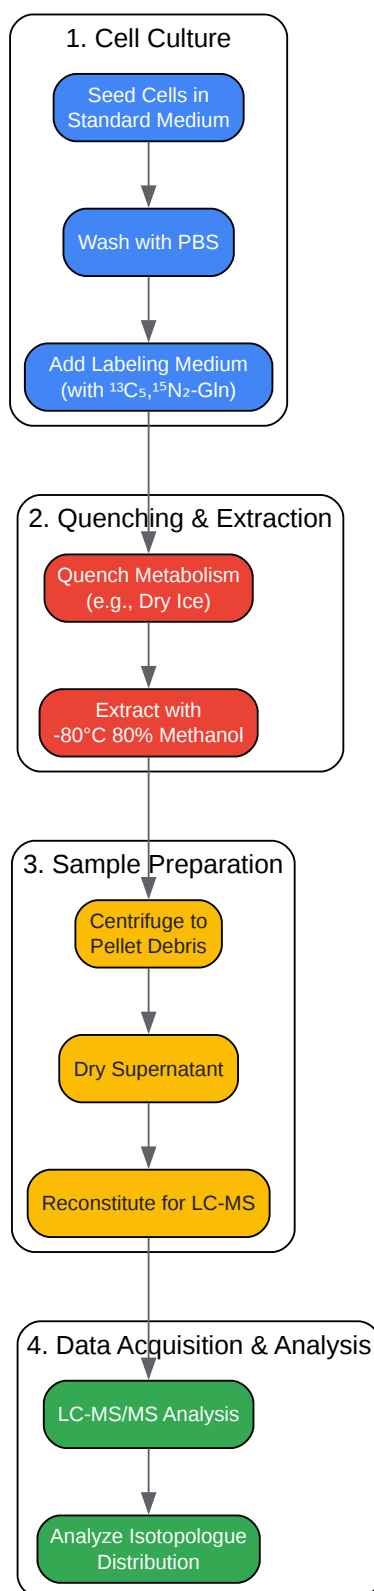 1. Cell Culture
Seed Cells in
Standard Medium
Wash with PBS
Add Labeling Medium
(with ¹³C₅,¹⁵N₂-Gln)
2. Quenching & Extraction
Quench Metabolism
(e.g., Dry Ice)
Extract with
-80°C 80% Methanol
3. Sample Preparation
Centrifuge to
Pellet Debris
Dry Supernatant
Reconstitute for LC-MS
4. Data Acquisition & Analysis
LC-MS/MS Analysis
Analyze Isotopologue
Distribution